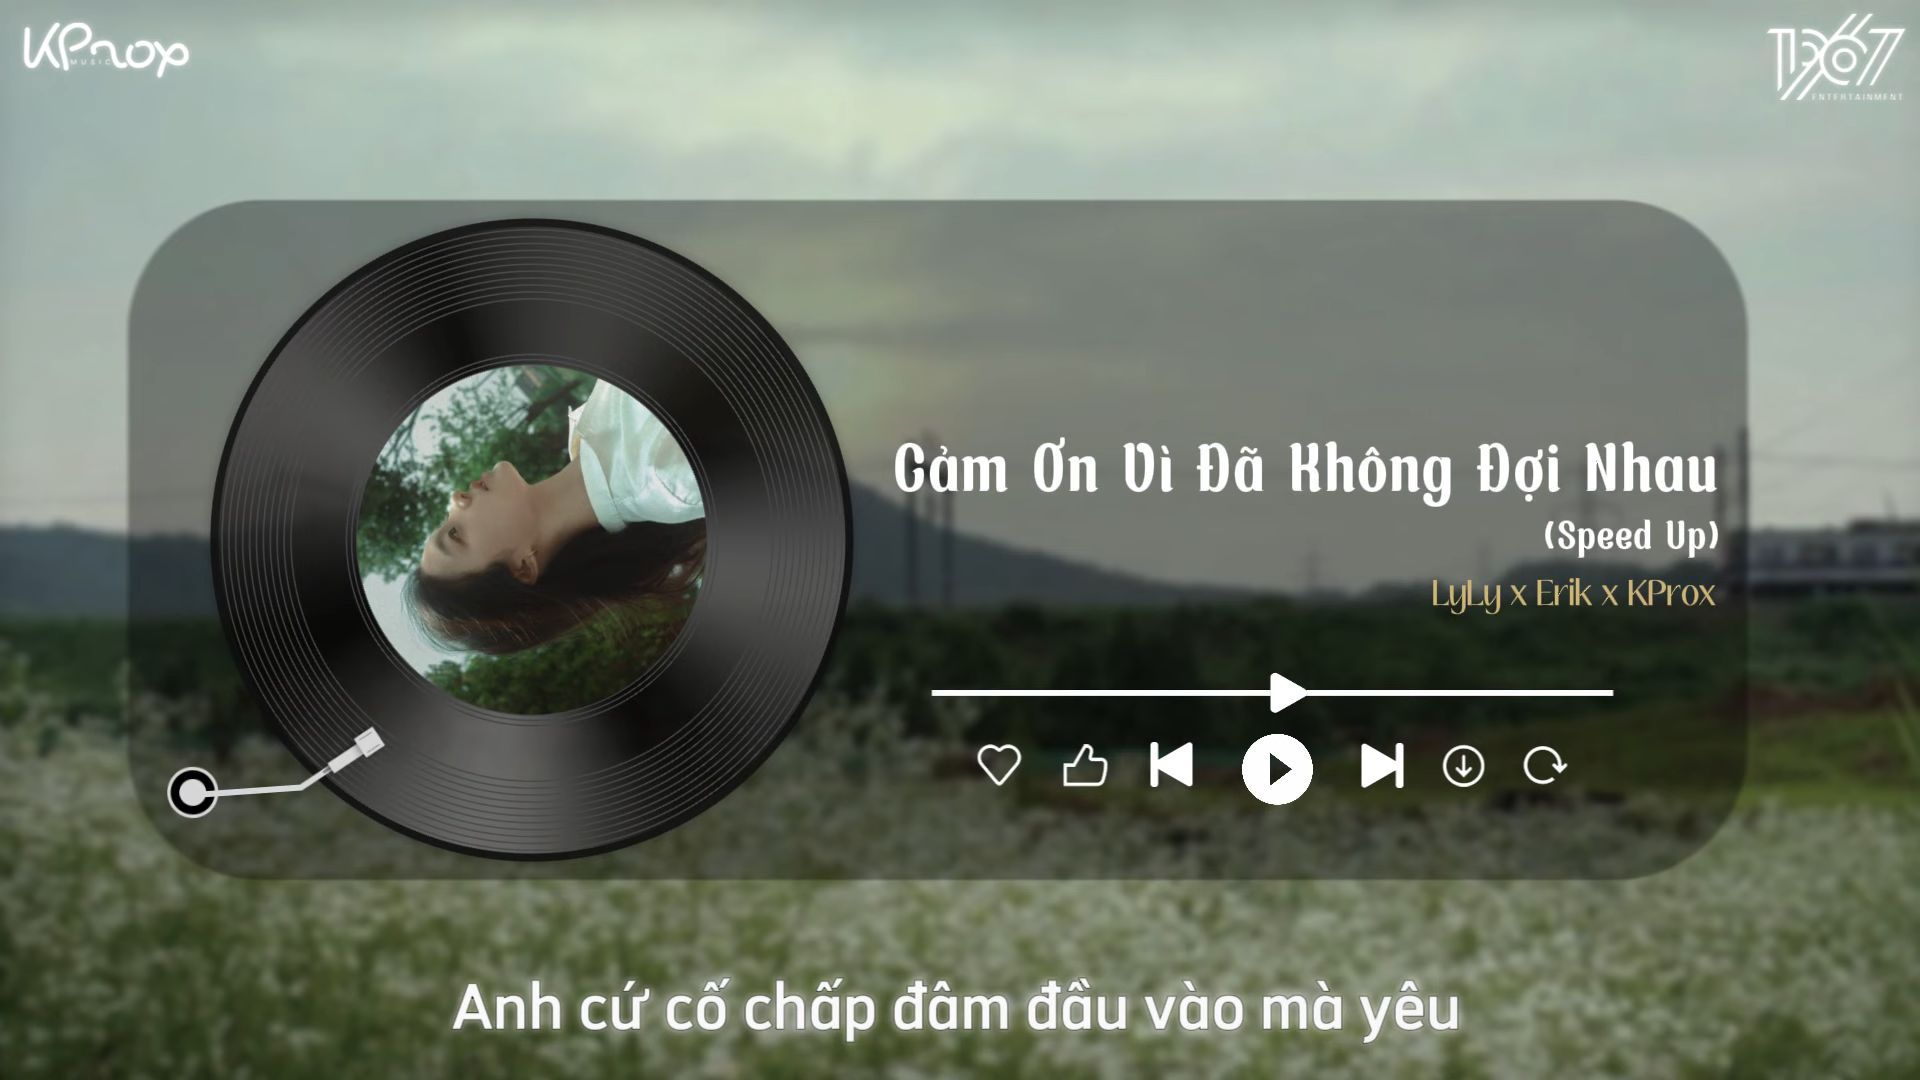 KProx
MUSIC
1967
ENTERTAINMENT
Cảm Ơn Vì Đã Không Đợi Nhau
(Speed Up)
LyLy x Erik x KProx
Anh cứ cố chấp đâm đầu vào mà yêu